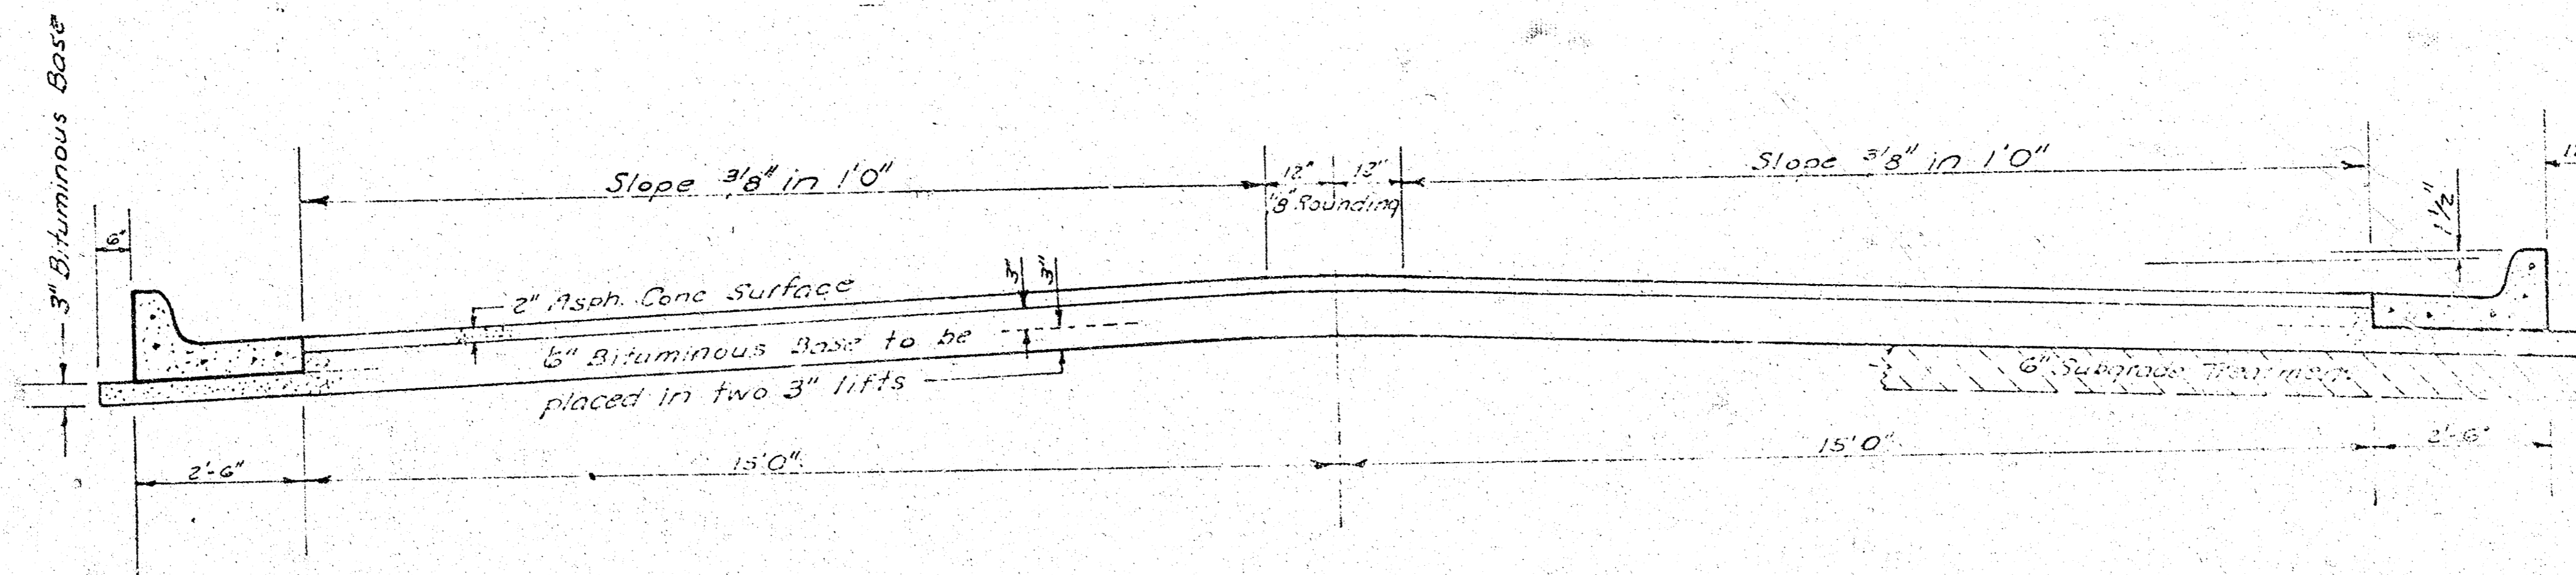 3" Bituminous Base
Slope 3/8" in 1'0"
12" 12"
Rounding
Slope 3/8" in 1'0"
1 1/2"
6"
2" Asph. Conc Surface
3" 3"
6" Bituminous Base to be
placed in two 3" lifts
6" Subgrade Treatment
2'-6"
15'0"
15'0"
2'-6"